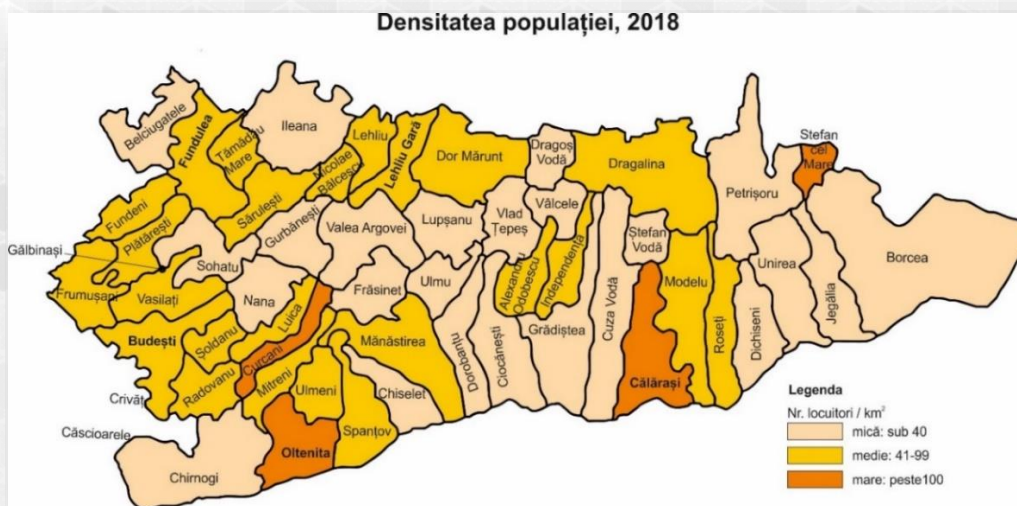 Densitatea populației, 2018
Belciugatele
Fundulea
Tămădău
Mare
Ileana
Lehliu
Nicolae
Bălcescu
Lehliu Gară
Dor Mărunt
Dragoș
Vodă
Dragalina
Petrișoru
Stefan
cel
Mare
Borcea
Fundeni
Plătărești
Sărulești
Gurbănești
Valea Argovei
Lupșanu
Vlad
Țepeș
Vâlcele
Ștefan
Vodă
Gălbinași
Sohatu
Frumușani
Vasilați
Nana
Luica
Frăsinet
Ulmu
Alexandru
Odobescu
Independența
Modelu
Unirea
Jegălia
Budești
Șoldanu
Curcani
Mănăstirea
Dorobanțu
Ciocănești
Grădiștea
Cuza Vodă
Călărași
Roseți
Dichiseni
Crivăț
Radovanu
Mitreni
Ulmeni
Chiselet
Spanțov
Căscioarele
Chirnogi
Oltenita
Legenda
Nr. locuitori / km²
mică: sub 40
medie: 41-99
mare: peste100